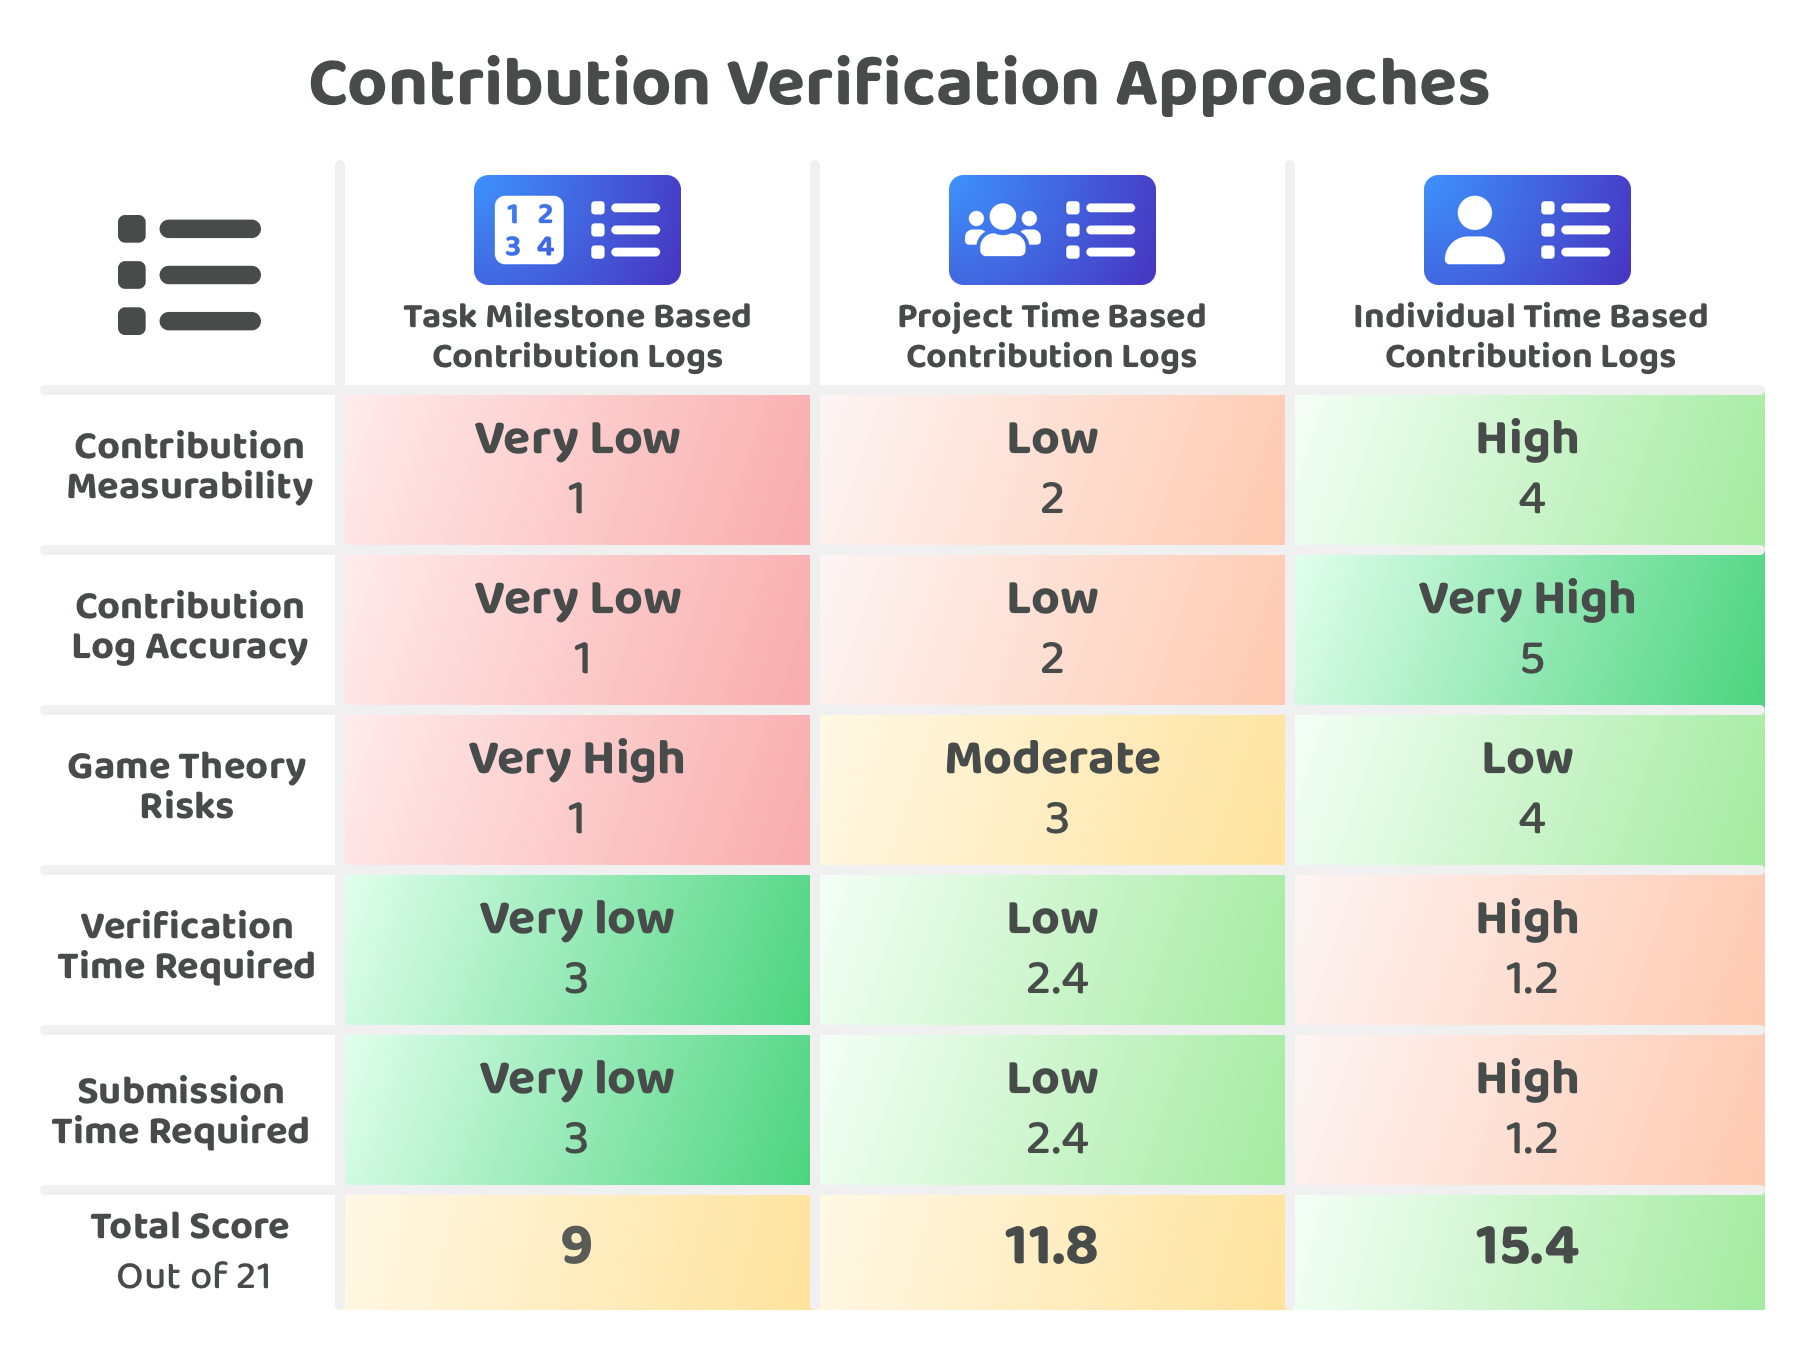 Contribution Verification Approaches
1 2
3 4
Task Milestone Based
Contribution Logs
Project Time Based
Contribution Logs
Individual Time Based
Contribution Logs
Contribution
Measurability
Very Low
1
Low
2
High
4
Contribution
Log Accuracy
Very Low
1
Low
2
Very High
5
Game Theory
Risks
Very High
1
Moderate
3
Low
4
Verification
Time Required
Very low
3
Low
2.4
High
1.2
Submission
Time Required
Very low
3
Low
2.4
High
1.2
Total Score
Out of 21
9
11.8
15.4